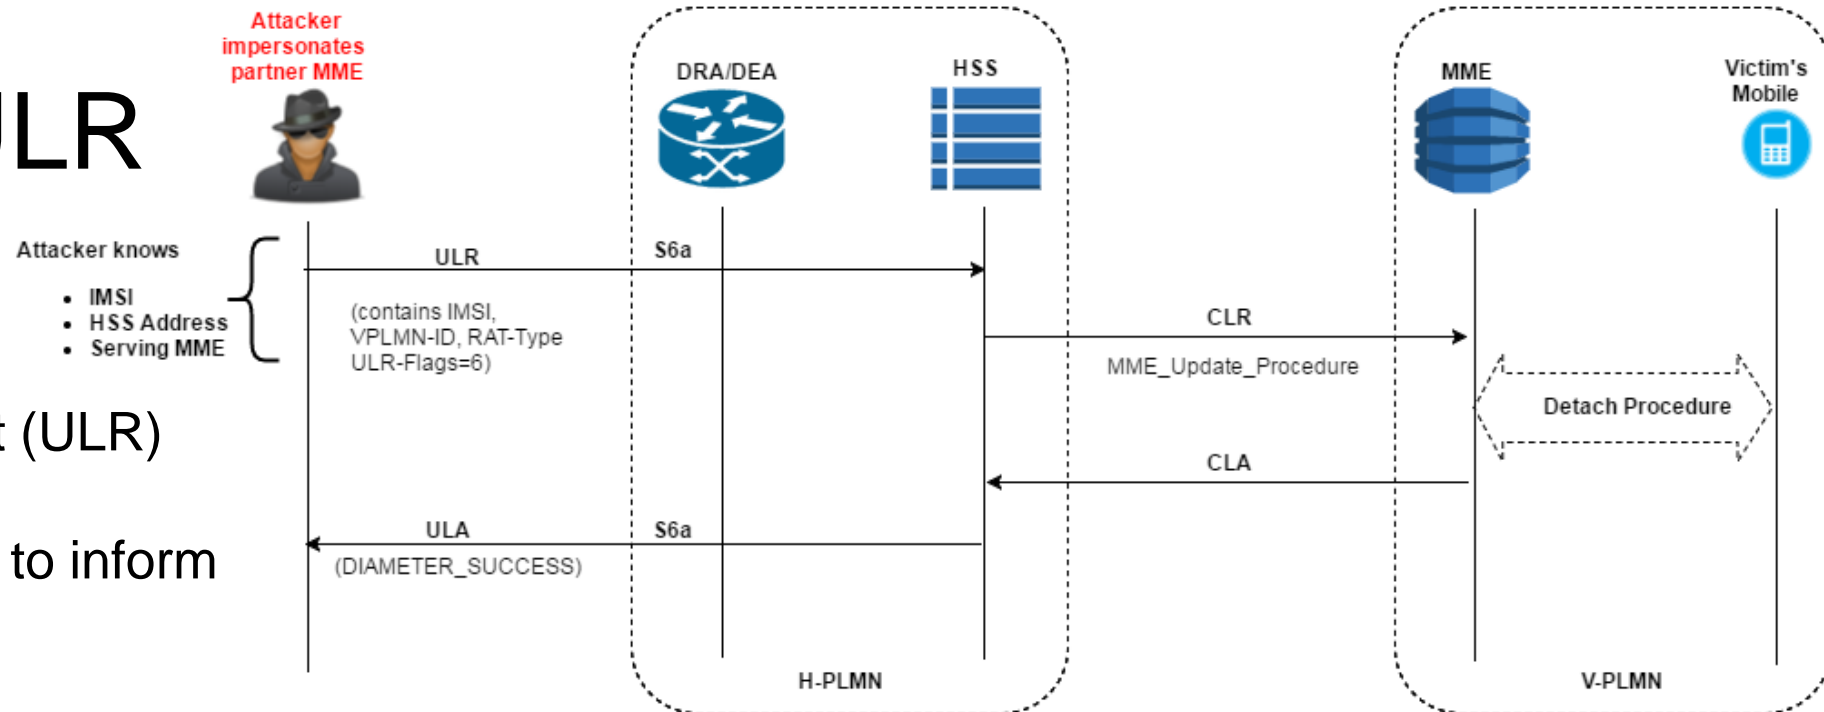 Attacker
impersonates
partner MME
DRA/DEA
HSS
MME
Victim's
Mobile
ULR
Attacker knows
• IMSI
• HSS Address
• Serving MME
ULR
S6a
(contains IMSI,
VPLMN-ID, RAT-Type
ULR-Flags=6)
CLR
MME_Update_Procedure
Detach Procedure
(ULR)
CLA
ULA
S6a
(DIAMETER_SUCCESS)
to inform
H-PLMN
V-PLMN